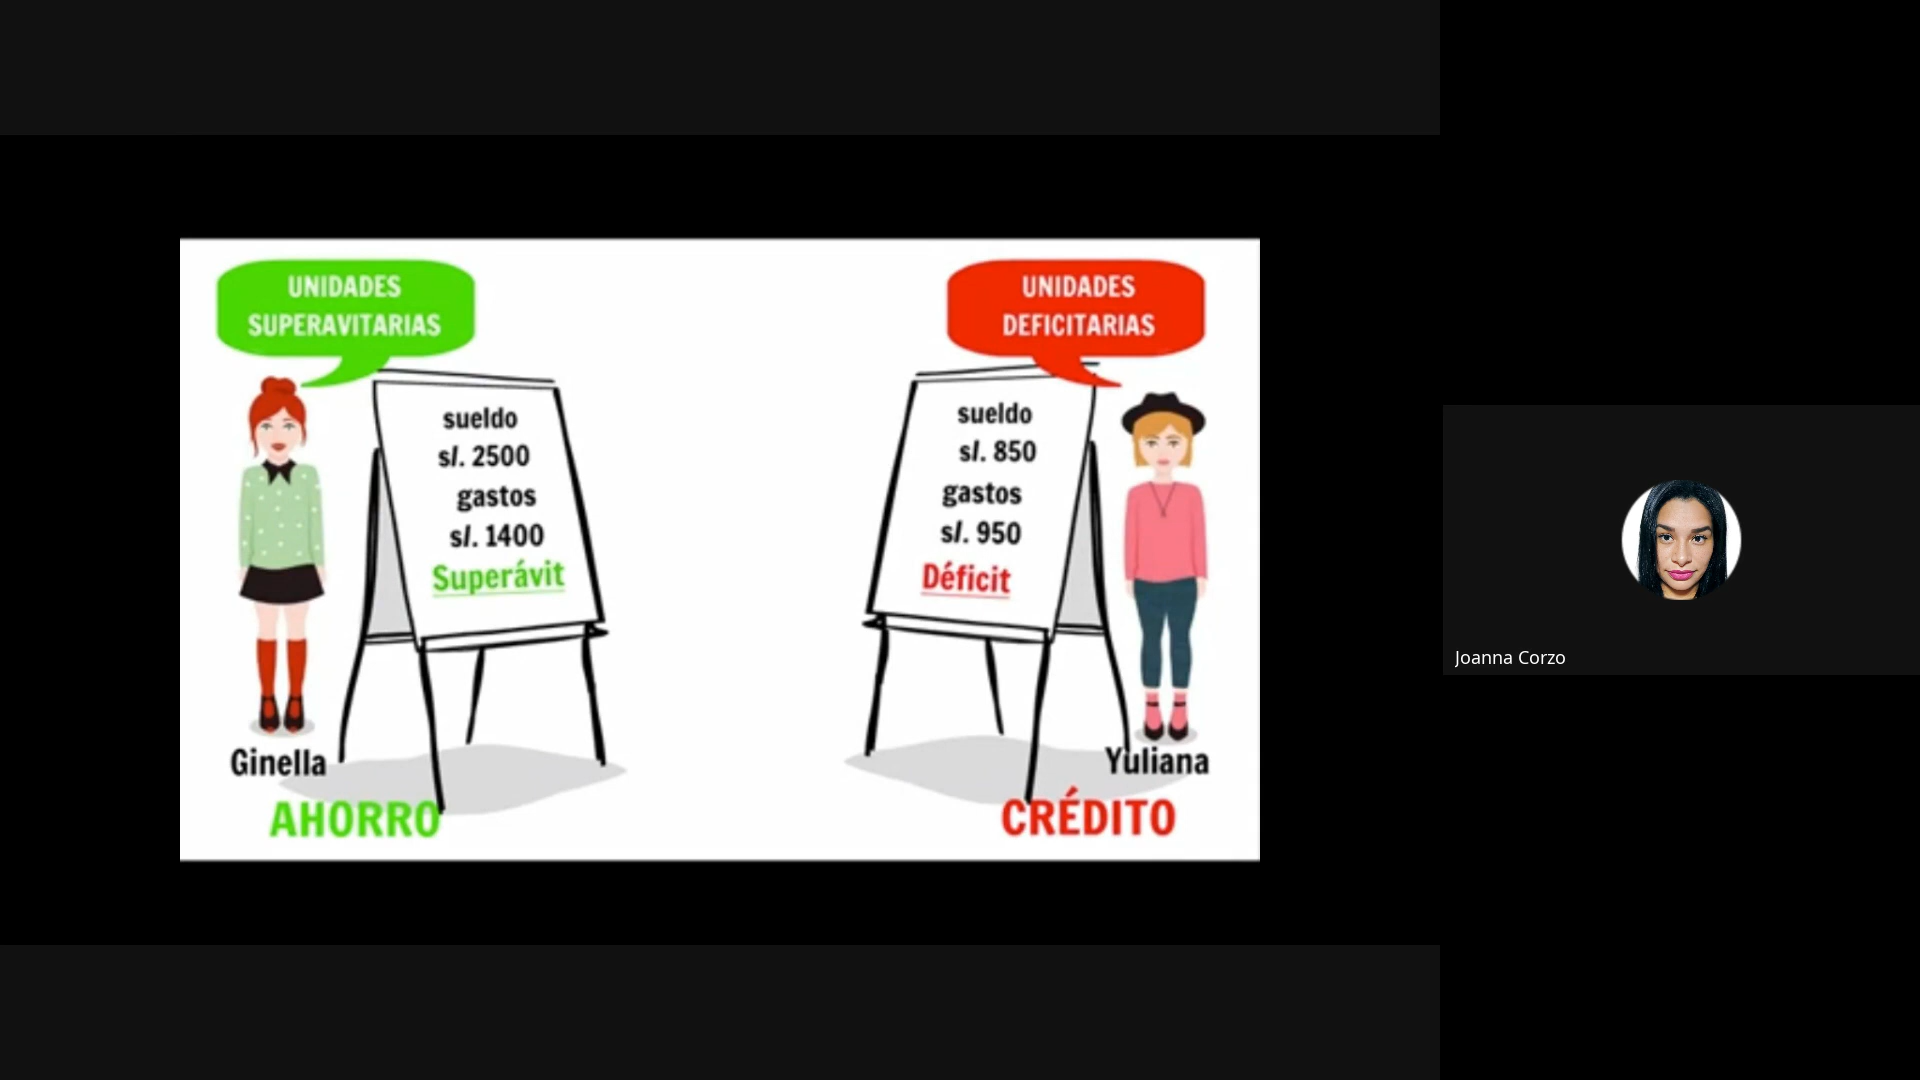 UNIDADES
SUPERAVITARIAS
sueldo
s/. 2500
gastos
s/. 1400
Superávit
Ginella
AHORRO
UNIDADES
DEFICITARIAS
sueldo
s/. 850
gastos
s/. 950
Déficit
Yuliana
CRÉDITO
Joanna Corzo